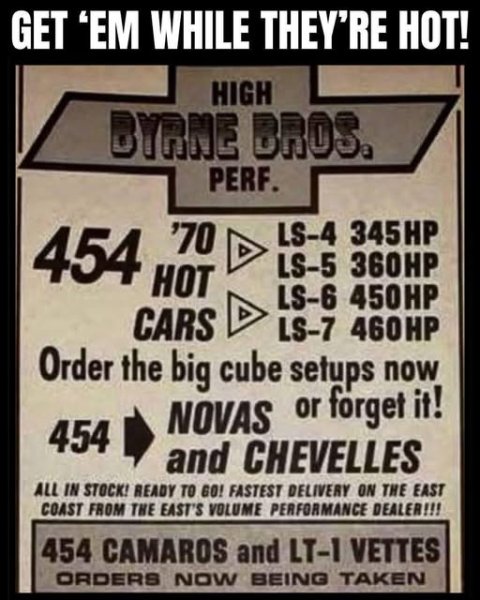 GET ‘EM WHILE THEY’RE HOT!
HIGH
BYRNE BROS.
PERF.
454 '70 HOT CARS
LS-4 345HP
LS-5 360HP
LS-6 450HP
LS-7 460HP
Order the big cube setups now
or forget it!
454 NOVAS
and CHEVELLES
ALL IN STOCK! READY TO GO! FASTEST DELIVERY ON THE EAST
COAST FROM THE EAST'S VOLUME PERFORMANCE DEALER!!!
454 CAMAROS and LT-1 VETTES
ORDERS NOW BEING TAKEN